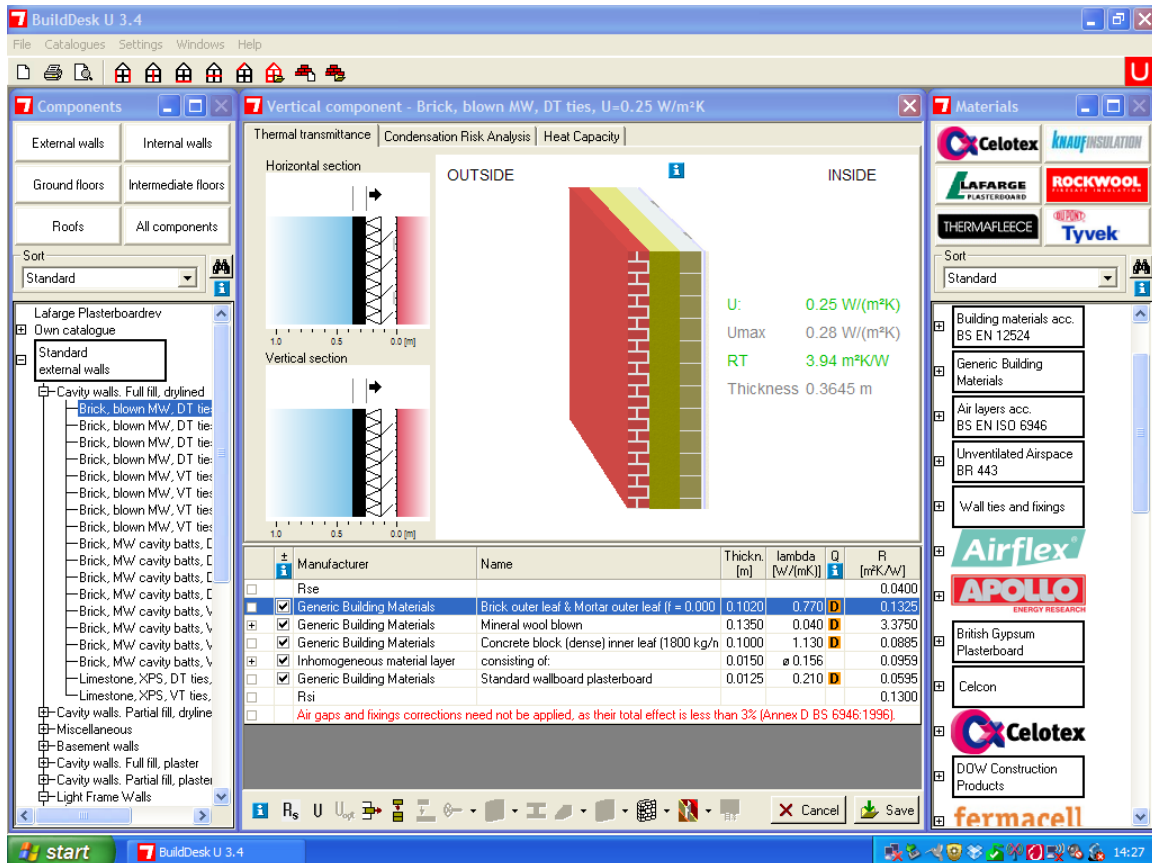 BuildDesk U 3.4
File Catalogues Settings Windows Help
U
Components
External walls Internal walls
Ground floors Intermediate floors
Roofs All components
Sort
Standard
Lafarge Plasterboardrev
Own catalogue
Standard
external walls
Cavity walls. Full fill, drylined
Brick, blown MW, DT ties
Brick, blown MW, DT ties
Brick, blown MW, DT ties
Brick, blown MW, DT ties
Brick, blown MW, VT ties
Brick, blown MW, VT ties
Brick, blown MW, VT ties
Brick, blown MW, VT ties
Brick, MW cavity batts, D
Brick, MW cavity batts, D
Brick, MW cavity batts, D
Brick, MW cavity batts, D
Brick, MW cavity batts, V
Brick, MW cavity batts, V
Brick, MW cavity batts, V
Brick, MW cavity batts, V
Limestone, XPS, DT ties,
Limestone, XPS, VT ties,
Cavity walls. Partial fill, dryline
Miscellaneous
Basement walls
Cavity walls. Full fill, plaster
Cavity walls. Partial fill, plaster
Light Frame Walls
Vertical component - Brick, blown MW, DT ties, U=0.25 W/m²K
Thermal transmittance Condensation Risk Analysis Heat Capacity
Horizontal section
1.0 0.5 0.0 [m]
Vertical section
1.0 0.5 0.0 [m]
OUTSIDE INSIDE
U: 0.25 W/(m²K)
Umax 0.28 W/(m²K)
RT 3.94 m²K/W
Thickness 0.3645 m
± Manufacturer Name Thickn. [m] lambda [W/(mK)] Q R [m²K/W]
Rse 0.0400
Generic Building Materials Brick outer leaf & Mortar outer leaf (f = 0.000 0.1020 0.770 D 0.1325
Generic Building Materials Mineral wool blown 0.1350 0.040 D 3.3750
Generic Building Materials Concrete block (dense) inner leaf (1800 kg/n 0.1000 1.130 D 0.0885
Inhomogeneous material layer consisting of: 0.0150 ø 0.156 0.0959
Generic Building Materials Standard wallboard plasterboard 0.0125 0.210 D 0.0595
Rsi 0.1300
Air gaps and fixings corrections need not be applied, as their total effect is less than 3% (Annex D BS 6946:1996).
Rs U Uopt Cancel Save
Materials
Celotex KNAUFINSULATION
LAFARGE PLASTERBOARD ROCKWOOL FIRESAFE INSULATION
THERMAFLEECE DU PONT Tyvek
Sort
Standard
Building materials acc.
BS EN 12524
Generic Building
Materials
Air layers acc.
BS EN ISO 6946
Unventilated Airspace
BR 443
Wall ties and fixings
Airflex
APOLLO
ENERGY RESEARCH
British Gypsum
Plasterboard
Celcon
Celotex
DOW Construction
Products
fermacell
start BuildDesk U 3.4 14:27